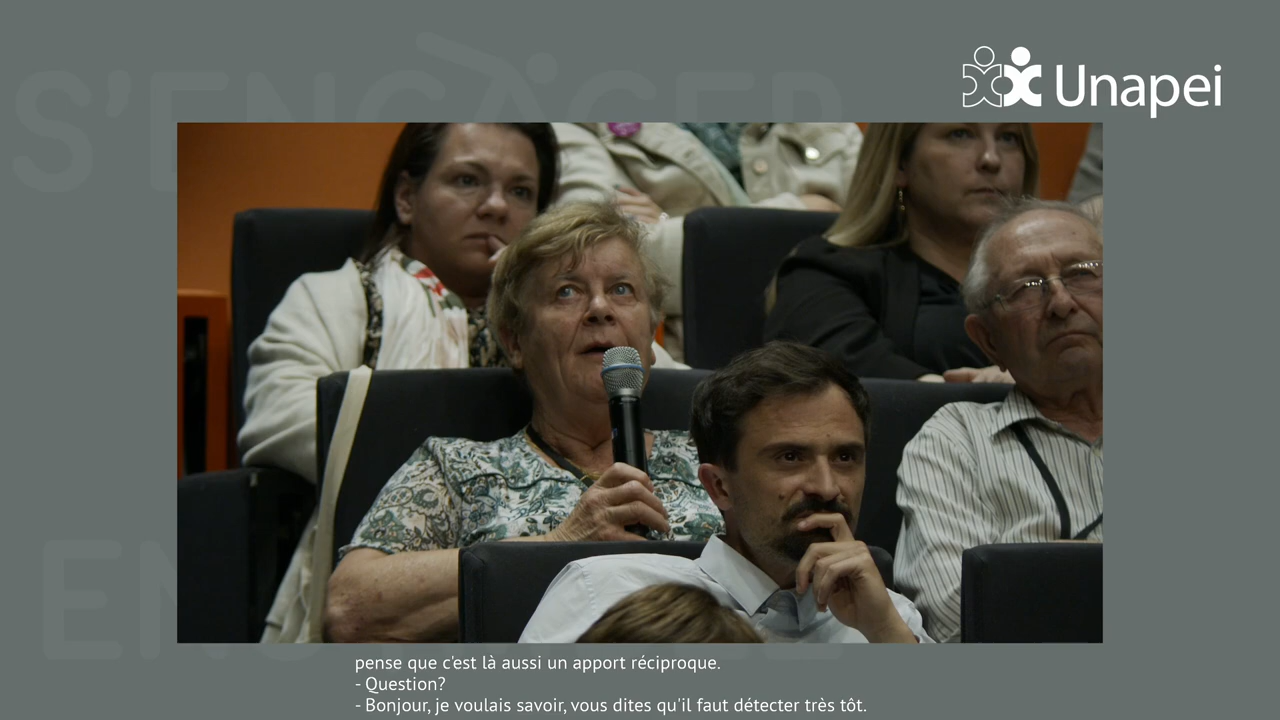 S'ENGAGER
Unapei
pense que c'est là aussi un apport réciproque.
- Question?
- Bonjour, je voulais savoir, vous dites qu'il faut détecter très tôt.